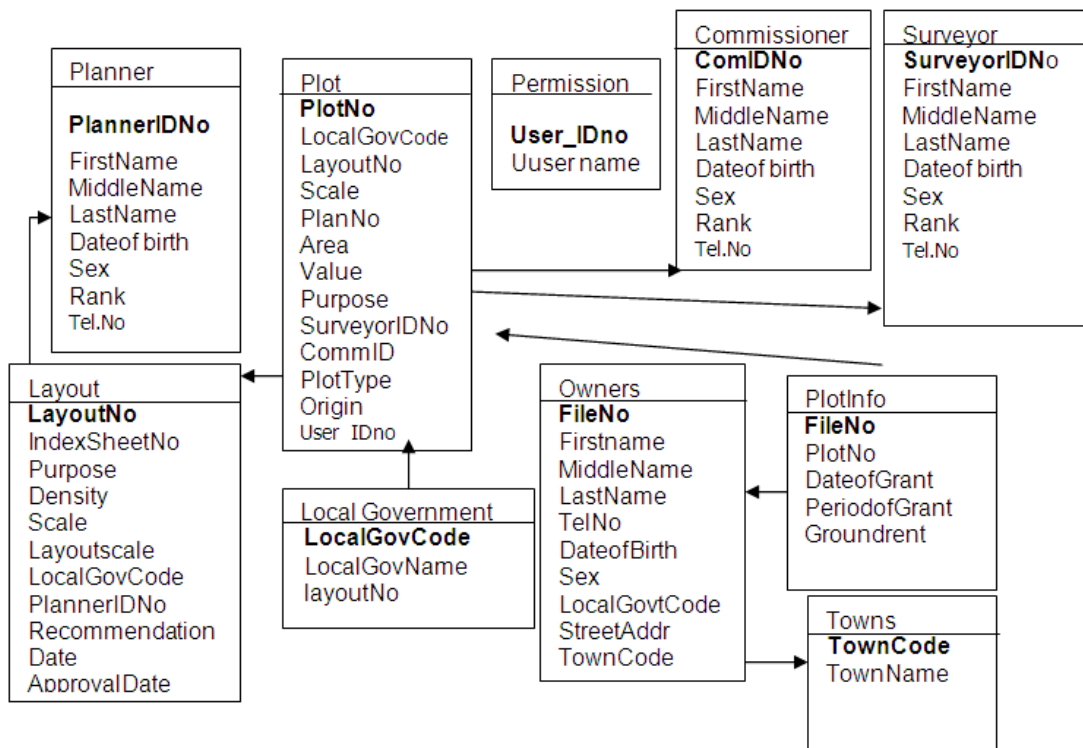 Planner
PlannerIDNo
FirstName
MiddleName
LastName
Dateof birth
Sex
Rank
Tel.No
Plot
PlotNo
LocalGovCode
LayoutNo
Scale
PlanNo
Area
Value
Purpose
SurveyorIDNo
CommID
PlotType
Origin
User IDno
Permission
User_IDno
Uusername
Commissioner
ComIDNo
FirstName
MiddleName
LastName
Dateof birth
Sex
Rank
Tel.No
Surveyor
SurveyorIDNo
FirstName
MiddleName
LastName
Dateof birth
Sex
Rank
Tel.No
Layout
LayoutNo
IndexSheetNo
Purpose
Density
Scale
Layoutscale
LocalGovCode
PlannerIDNo
Recommendation
Date
ApprovalDate
Local Government
LocalGovCode
LocalGovName
layoutNo
Owners
FileNo
Firstname
MiddleName
LastName
TelNo
DateofBirth
Sex
LocalGovtCode
StreetAddr
TownCode
PlotInfo
FileNo
PlotNo
DateofGrant
PeriodofGrant
Groundrent
Towns
TownCode
TownName